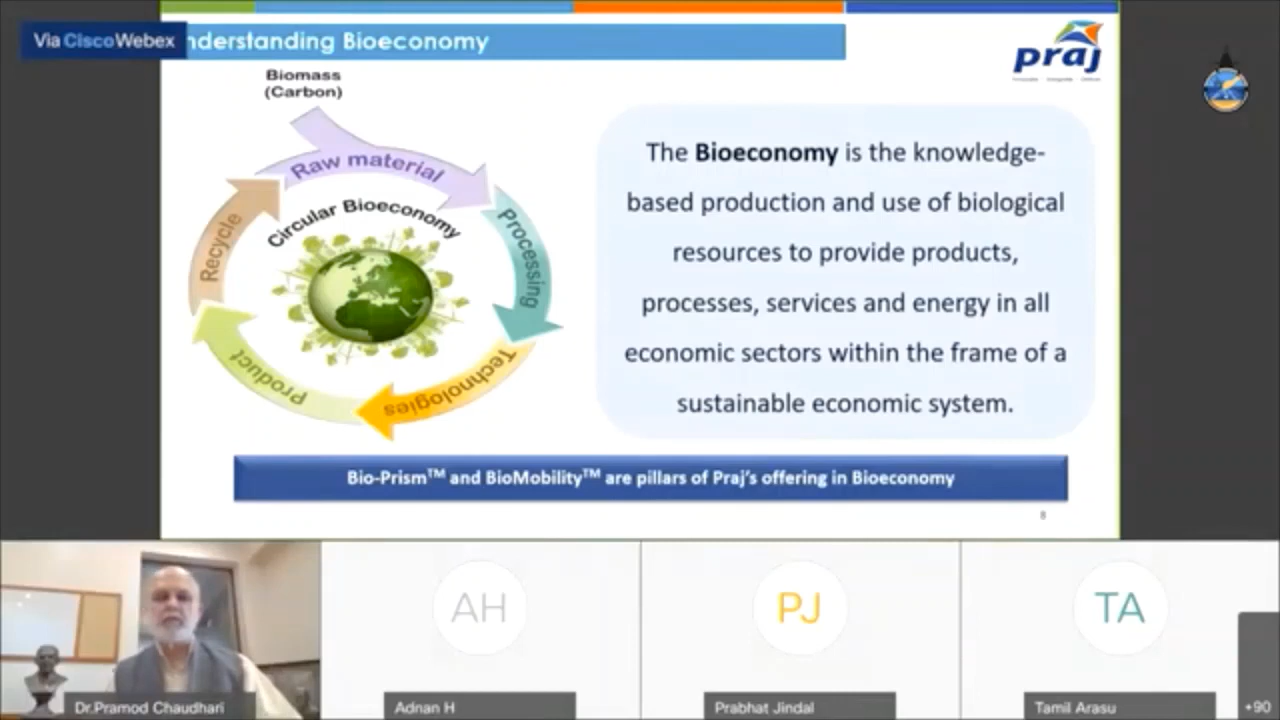 Via Cisco Webex
nderstanding Bioeconomy
praj
Biomass
(Carbon)
Raw material
Circular Bioeconomy
Processing
Recycle
Technologies
Product
The Bioeconomy is the knowledge-
based production and use of biological
resources to provide products,
processes, services and energy in all
economic sectors within the frame of a
sustainable economic system.
Bio-Prism™ and BioMobility™ are pillars of Praj's offering in Bioeconomy
8
AH
PJ
TA
Dr.Pramod Chaudhari
Adnan H
Prabhat Jindal
Tamil Arasu
+90